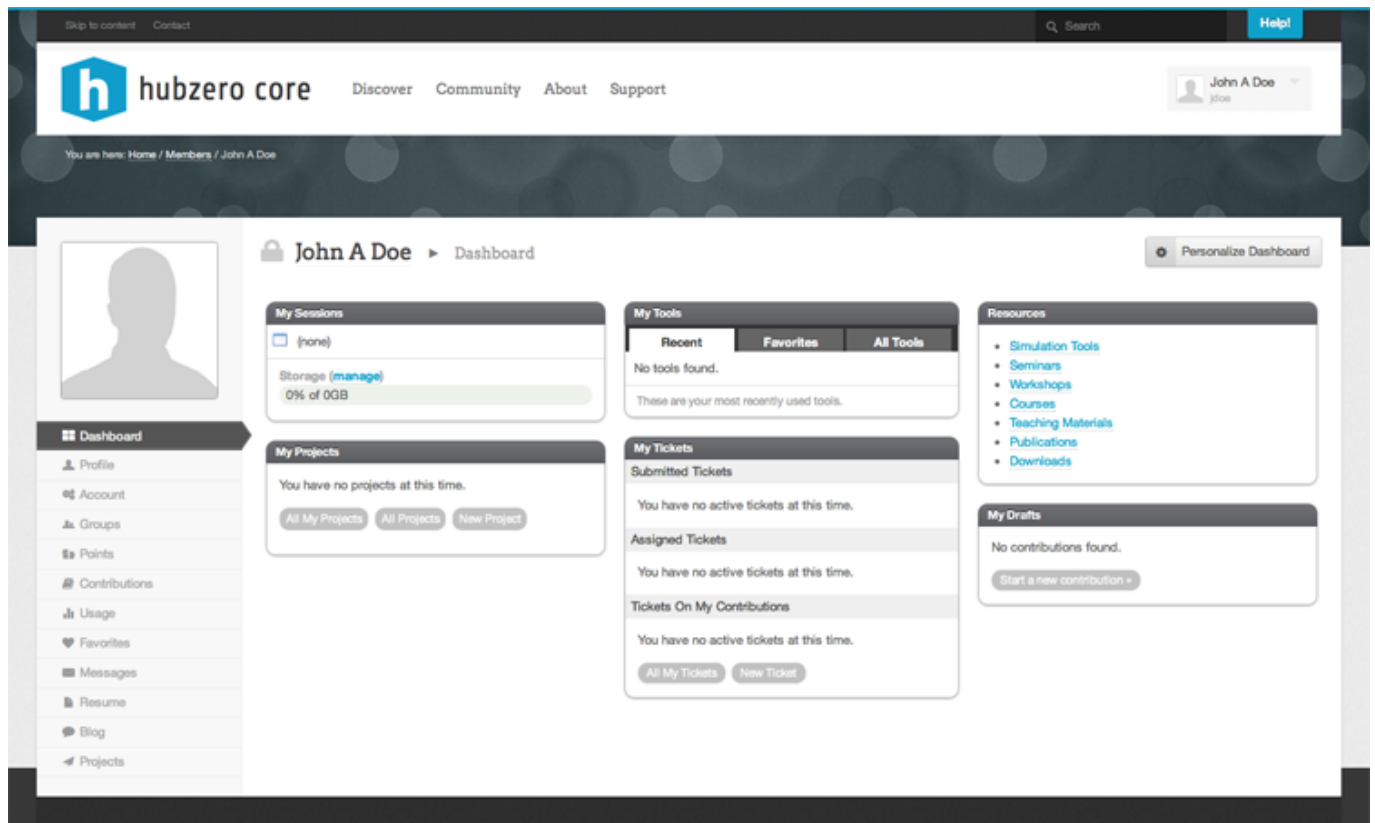 Skip to content Contact
Search
Help!
h hubzero core
Discover Community About Support
John A Doe
jdoe
You are here: Home / Members / John A Doe
John A Doe ► Dashboard
Personalize Dashboard
Dashboard
Profile
Account
Groups
Points
Contributions
Usage
Favorites
Messages
Resume
Blog
Projects
My Sessions
(none)
Storage (manage)
0% of 0GB
My Projects
You have no projects at this time.
All My Projects All Projects New Project
My Tools
Recent Favorites All Tools
No tools found.
These are your most recently used tools.
My Tickets
Submitted Tickets
You have no active tickets at this time.
Assigned Tickets
You have no active tickets at this time.
Tickets On My Contributions
You have no active tickets at this time.
All My Tickets New Ticket
Resources
• Simulation Tools
• Seminars
• Workshops
• Courses
• Teaching Materials
• Publications
• Downloads
My Drafts
No contributions found.
Start a new contribution »